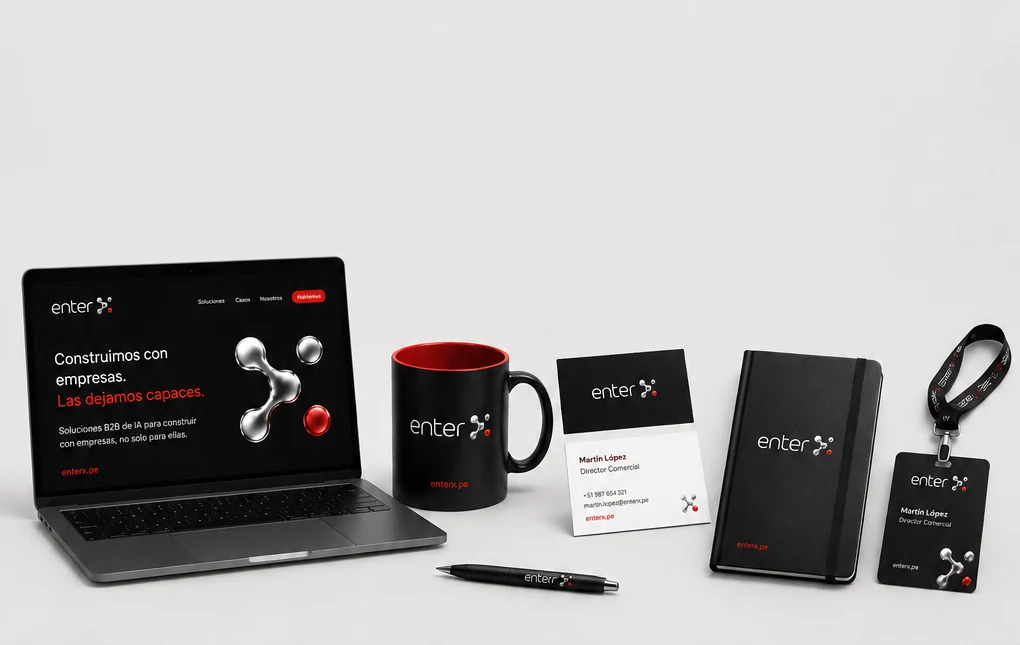 enter
Soluciones Casos Nosotros Hablemos
Construimos con
empresas.
Las dejamos capaces.
Soluciones B2B de IA para construir
con empresas, no solo para ellas.
enterx.pe
enter
enterx.pe
enter
Martín López
Director Comercial
+51 987 654 321
martin.lopez@enterx.pe
enterx.pe
enterr
enter
enterx.pe
enter
Martín López
Director Comercial
enterx.pe